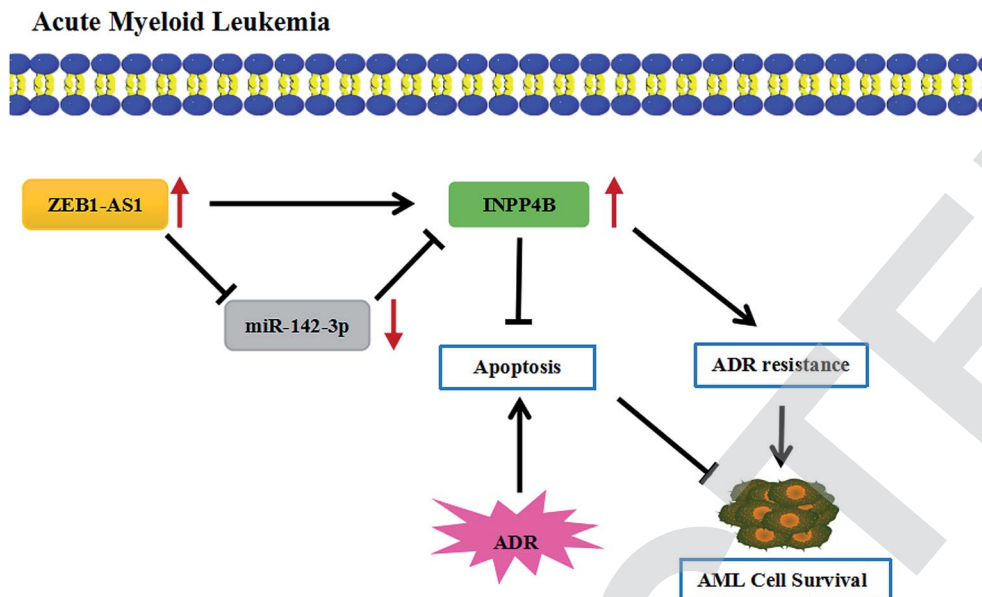 Acute Myeloid Leukemia
ZEB1-AS1
INPP4B
miR-142-3p
Apoptosis
ADR resistance
ADR
AML Cell Survival